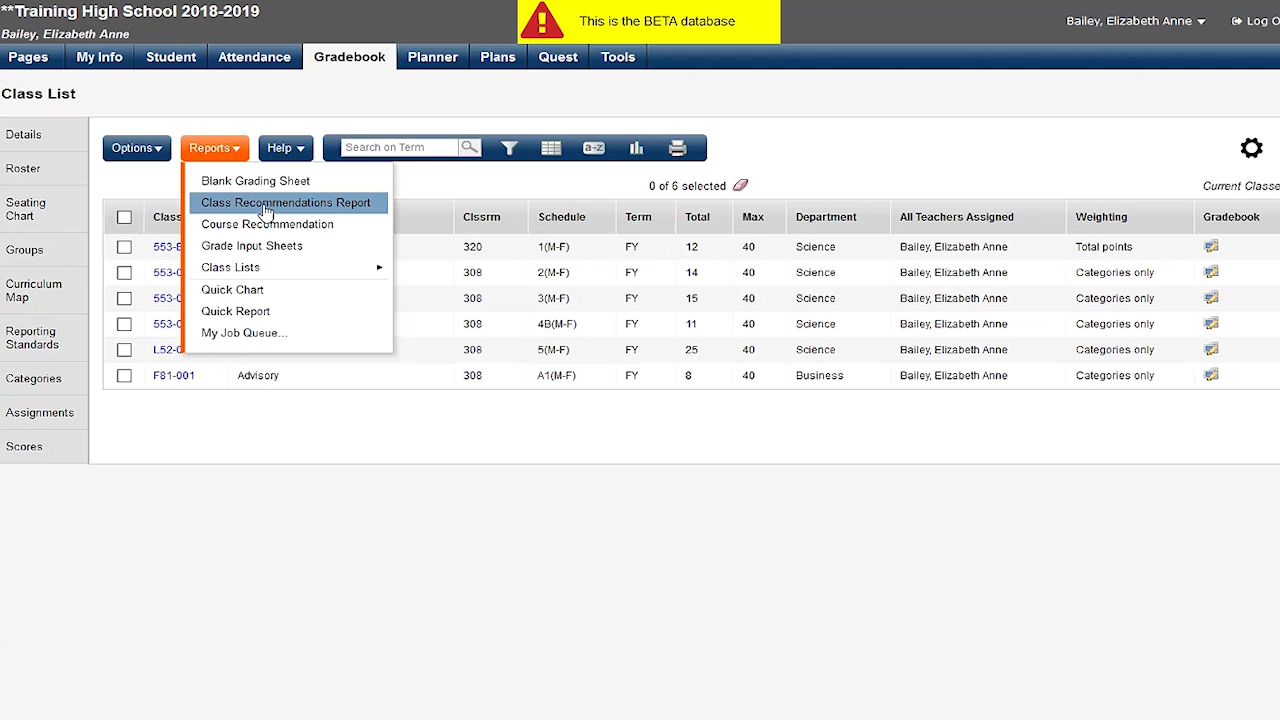 **Training High School 2018-2019
This is the BETA database
Bailey, Elizabeth Anne
Log O
Bailey, Elizabeth Anne
Pages
My Info
Student
Attendance
Gradebook
Planner
Plans
Quest
Tools
Class List
Details
Roster
Seating
Chart
Groups
Curriculum
Map
Reporting
Standards
Categories
Assignments
Scores
Options
Reports
Help
Search on Term
a-z
Blank Grading Sheet
Class Recommendations Report
Course Recommendation
Grade Input Sheets
Class Lists
Quick Chart
Quick Report
My Job Queue...
0 of 6 selected
Current Classe
Class Clssrm Schedule Term Total Max Department All Teachers Assigned Weighting Gradebook
553-E 320 1(M-F) FY 12 40 Science Bailey, Elizabeth Anne Total points
553-0 308 2(M-F) FY 14 40 Science Bailey, Elizabeth Anne Categories only
553-0 308 3(M-F) FY 15 40 Science Bailey, Elizabeth Anne Categories only
553-0 308 4B(M-F) FY 11 40 Science Bailey, Elizabeth Anne Categories only
L52-0 308 5(M-F) FY 25 40 Science Bailey, Elizabeth Anne Categories only
F81-001 Advisory 308 A1(M-F) FY 8 40 Business Bailey, Elizabeth Anne Categories only